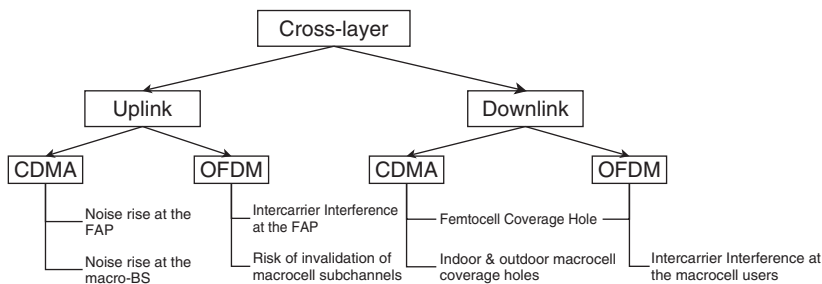 Cross-layer
Uplink
Downlink
CDMA
OFDM
CDMA
OFDM
Noise rise at the
FAP
Noise rise at the
macro-BS
Intercarrier Interference
at the FAP
Risk of invalidation of
macrocell subchannels
Femtocell Coverage Hole
Indoor & outdoor macrocell
coverage holes
Intercarrier Interference at
the macrocell users